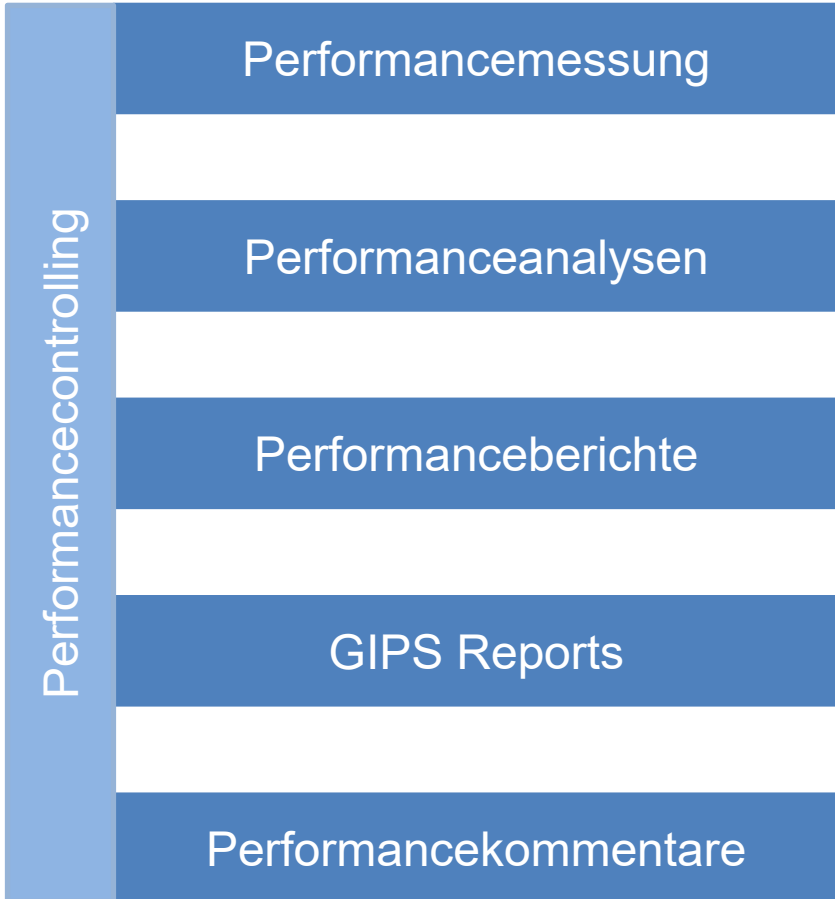 Performancecontrolling
Performancemessung
Performanceanalysen
Performanceberichte
GIPS Reports
Performancekommentare